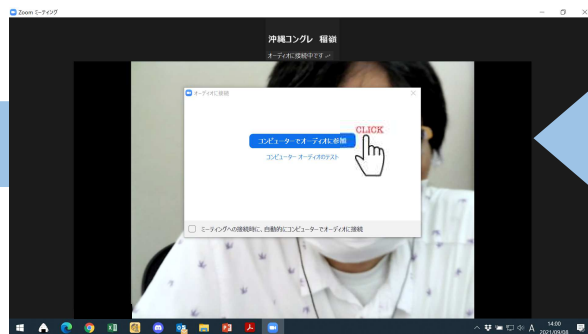 Zoom ミーティング
沖縄コングレ 稲嶺
オーディオに接続中です
オーディオに接続
コンピューターでオーディオに参加
CLICK
コンピューター オーディオのテスト
ミーティングへの接続時に、自動的にコンピューターでオーディオに接続
A
14:00
2021/09/08